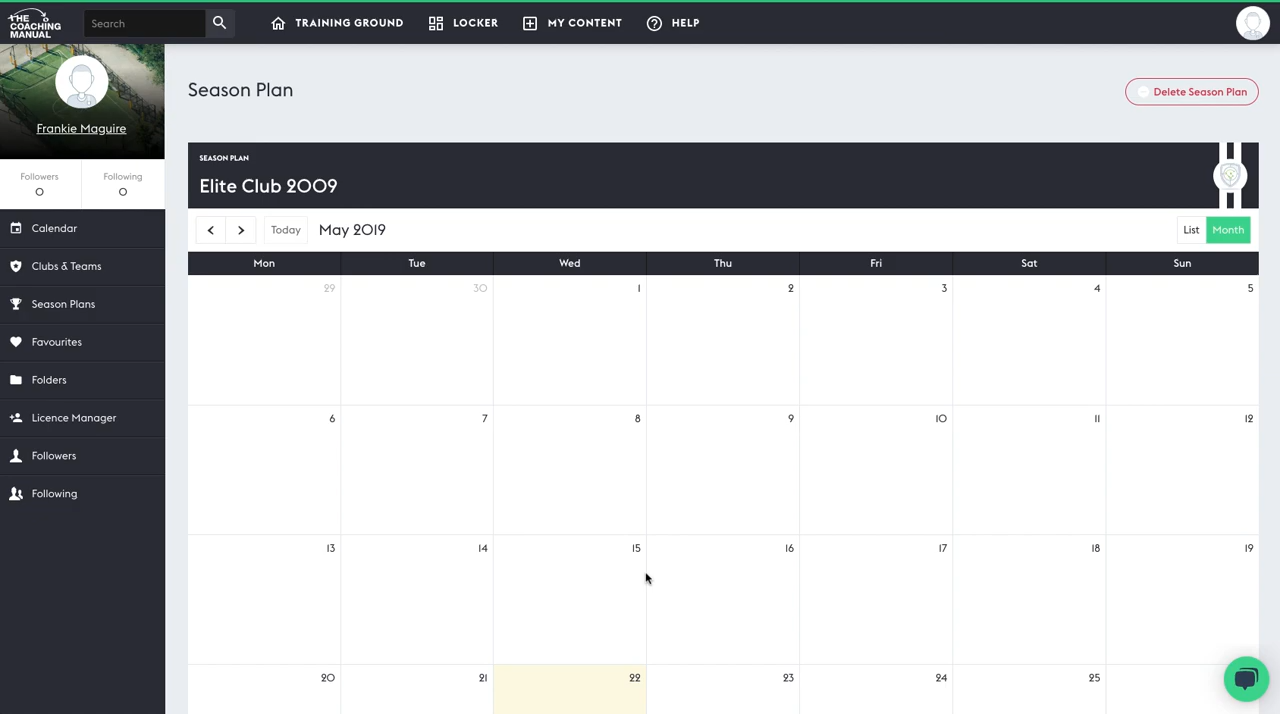 THE
COACHING
MANUAL
Search
TRAINING GROUND
LOCKER
MY CONTENT
HELP
Frankie Maguire
Followers
0
Following
0
Calendar
Clubs & Teams
Season Plans
Favourites
Folders
Licence Manager
Followers
Following
Season Plan
Delete Season Plan
SEASON PLAN
Elite Club 2009
Today
May 2019
List
Month
Mon Tue Wed Thu Fri Sat Sun
29 30 1 2 3 4 5
6 7 8 9 10 11 12
13 14 15 16 17 18 19
20 21 22 23 24 25